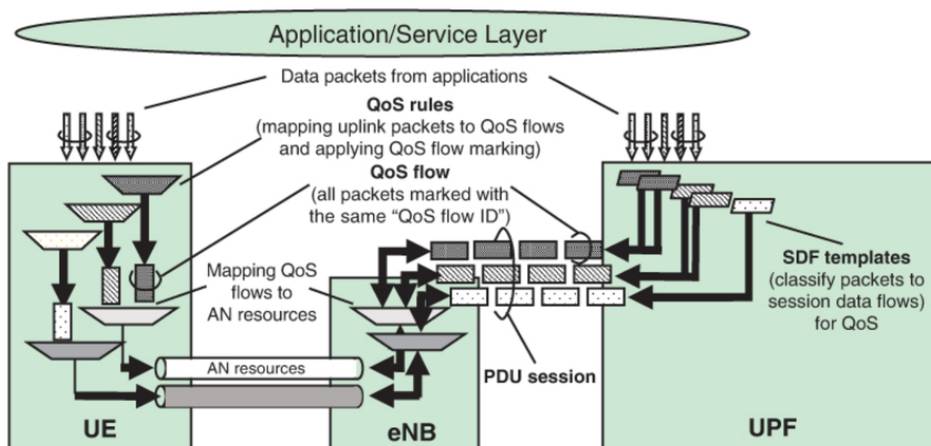 Application/Service Layer
Data packets from applications
QoS rules
(mapping uplink packets to QoS flows
and applying QoS flow marking)
QoS flow
(all packets marked with
the same “QoS flow ID”)
Mapping QoS
flows to
AN resources
SDF templates
(classify packets to
session data flows)
for QoS
AN resources
PDU session
UE
eNB
UPF